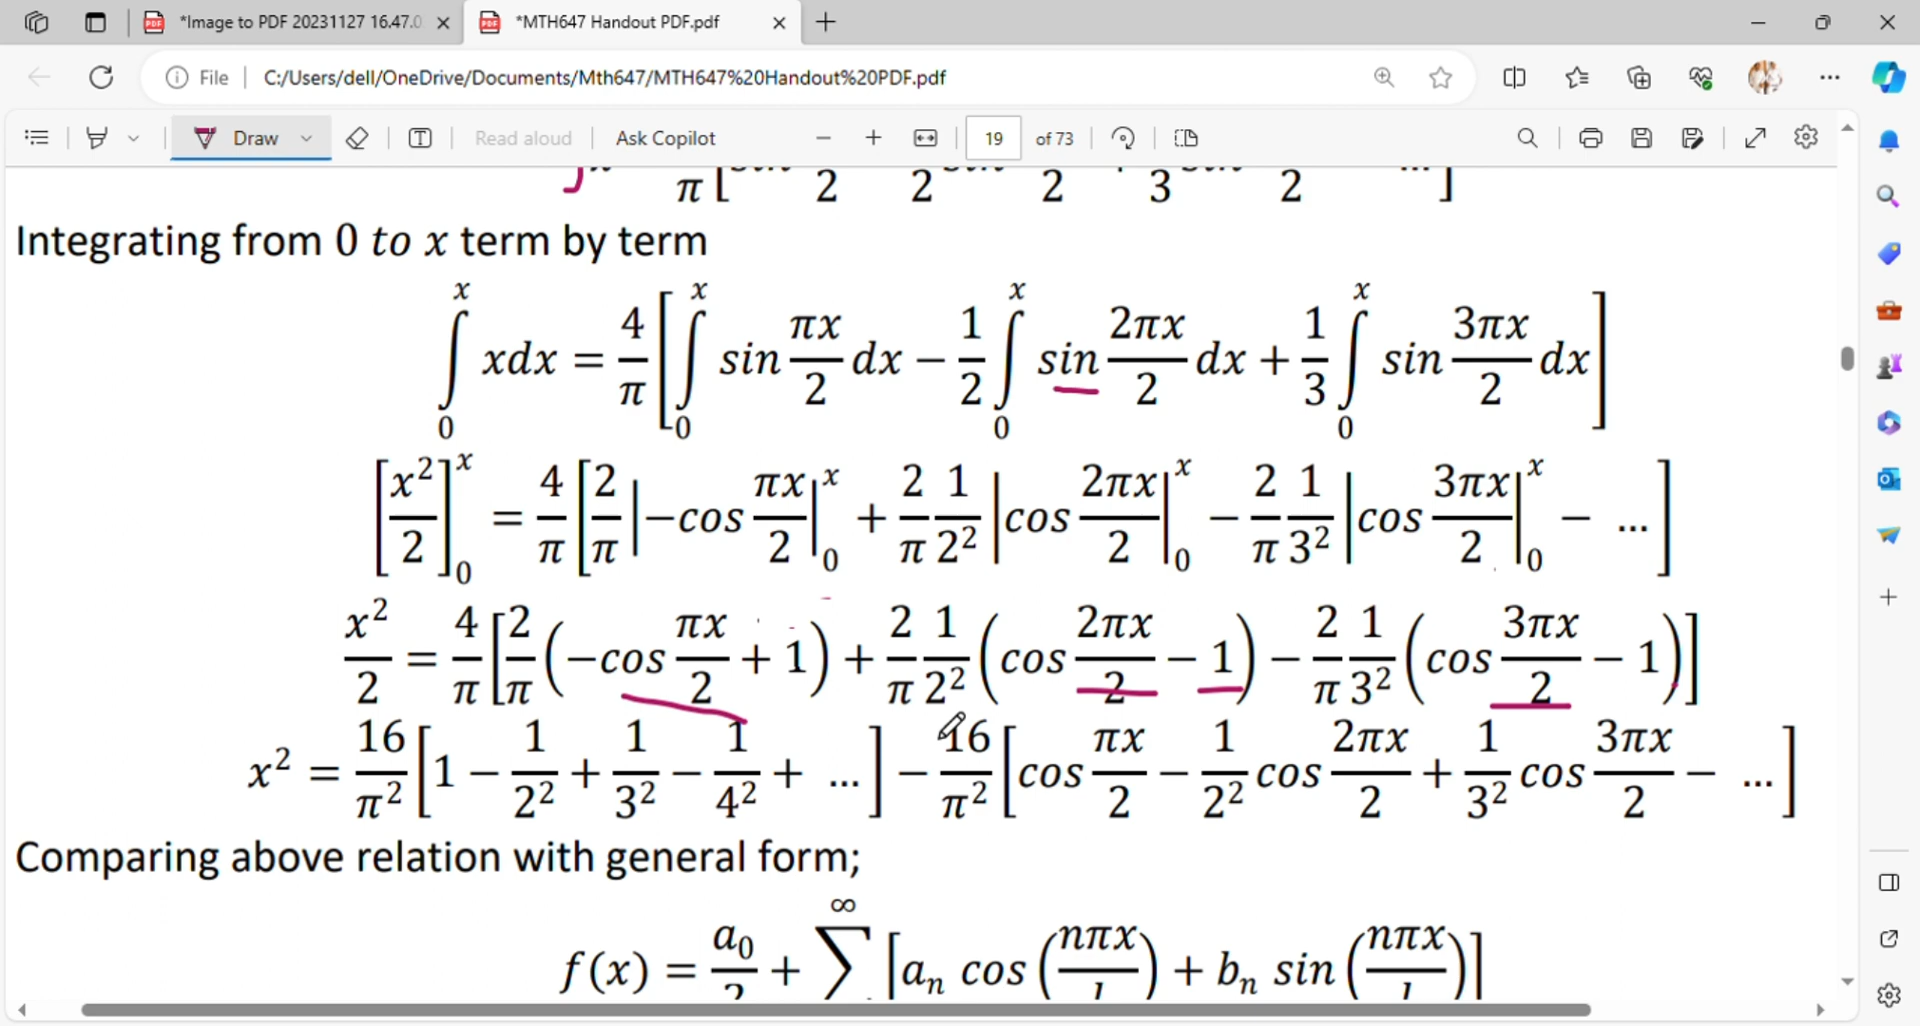 *Image to PDF 20231127 16.47.0
*MTH647 Handout PDF.pdf
File C:/Users/dell/OneDrive/Documents/Mth647/MTH647%20Handout%20PDF.pdf
Draw Read aloud Ask Copilot 19 of 73
π [ 2 2 2 3 2 ... ]
Integrating from 0 to x term by term
∫₀ˣ xdx = 4/π [∫₀ˣ sin πx/2 dx − 1/2 ∫₀ˣ sin 2πx/2 dx + 1/3 ∫₀ˣ sin 3πx/2 dx]
[x²/2]₀ˣ = 4/π [2/π |−cos πx/2|₀ˣ + 2/π 1/2² |cos 2πx/2|₀ˣ − 2/π 1/3² |cos 3πx/2|₀ˣ − ...]
x²/2 = 4/π [2/π (−cos πx/2 + 1) + 2/π 1/2² (cos 2πx/2 − 1) − 2/π 1/3² (cos 3πx/2 − 1)]
x² = 16/π² [1 − 1/2² + 1/3² − 1/4² + ...] − 16/π² [cos πx/2 − 1/2² cos 2πx/2 + 1/3² cos 3πx/2 − ...]
Comparing above relation with general form;
f(x) = a₀/2 + ∑^∞ [aₙ cos (nπx/l) + bₙ sin (nπx/l)]